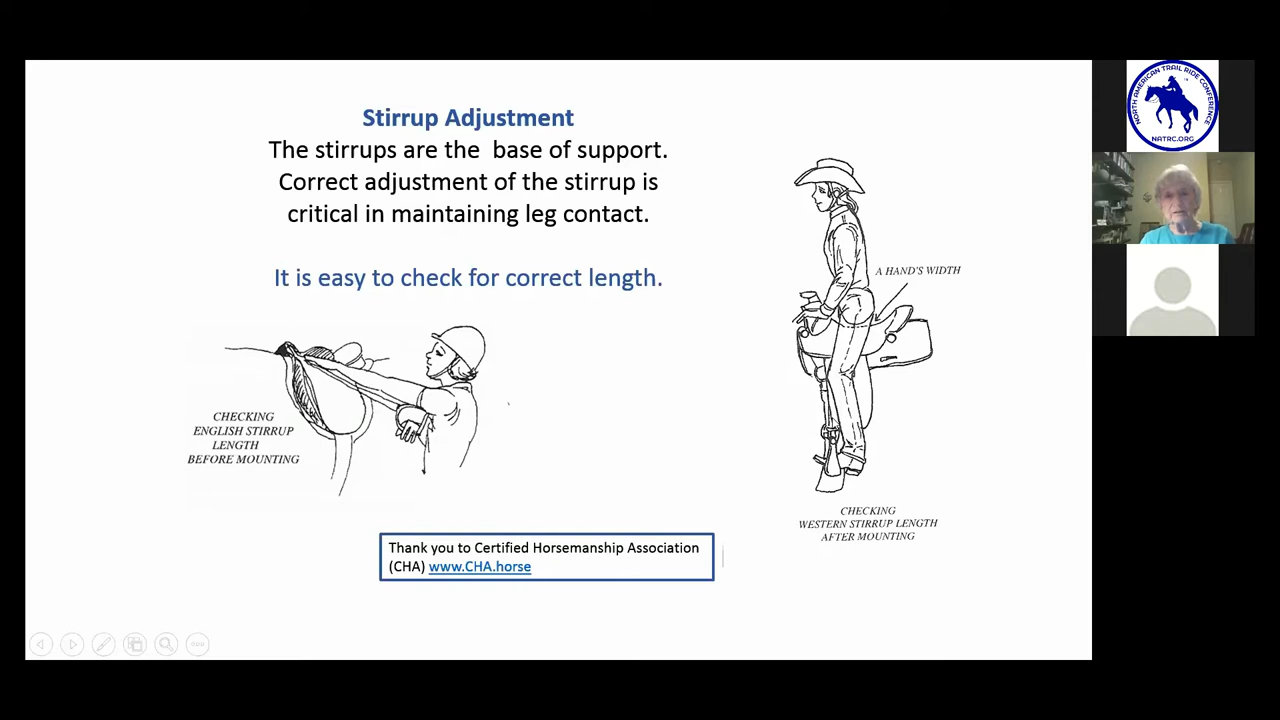 Stirrup Adjustment
The stirrups are the base of support.
Correct adjustment of the stirrup is
critical in maintaining leg contact.
It is easy to check for correct length.
CHECKING
ENGLISH STIRRUP
LENGTH
BEFORE MOUNTING
A HAND'S WIDTH
CHECKING
WESTERN STIRRUP LENGTH
AFTER MOUNTING
Thank you to Certified Horsemanship Association
(CHA) www.CHA.horse
NORTH AMERICAN TRAIL RIDE CONFERENCE
NATRC.ORG